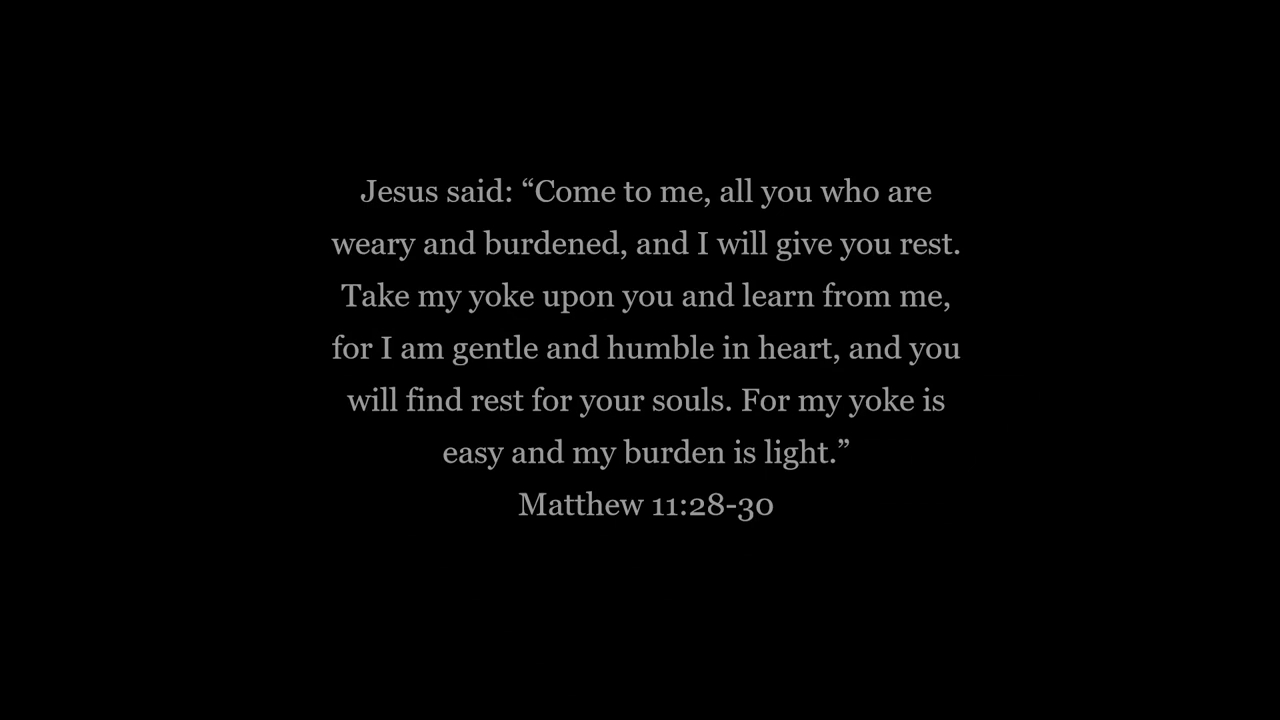 Jesus said: “Come to me, all you who are
weary and burdened, and I will give you rest.
Take my yoke upon you and learn from me,
for I am gentle and humble in heart, and you
will find rest for your souls. For my yoke is
easy and my burden is light.”
Matthew 11:28-30